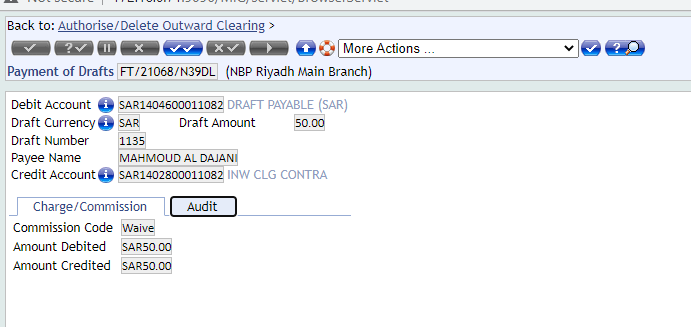 Back to: Authorise/Delete Outward Clearing >
More Actions ...
Payment of Drafts FT/21068/N39DL (NBP Riyadh Main Branch)
Debit Account SAR1404600011082 DRAFT PAYABLE (SAR)
Draft Currency SAR Draft Amount 50.00
Draft Number 1135
Payee Name MAHMOUD AL DAJANI
Credit Account SAR1402800011082 INW CLG CONTRA
Charge/Commission Audit
Commission Code Waive
Amount Debited SAR50.00
Amount Credited SAR50.00